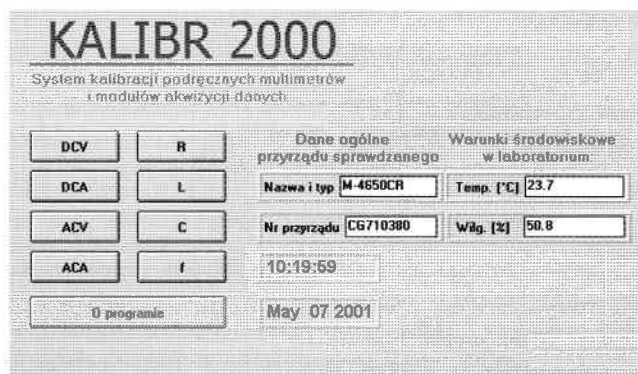 KALIBR 2000
System kalibracji podręcznych multimetrów
i modułów akwizycji danych
DCV R
DCA L
ACV C
ACA f
O programie
Dane ogólne
przyrządu sprawdzanego
Nazwa i typ M-4650CR
Nr przyrządu CG710380
10:19:59
May 07 2001
Warunki środowiskowe
w laboratorium
Temp. [°C] 23.7
Wilg. [%] 50.8